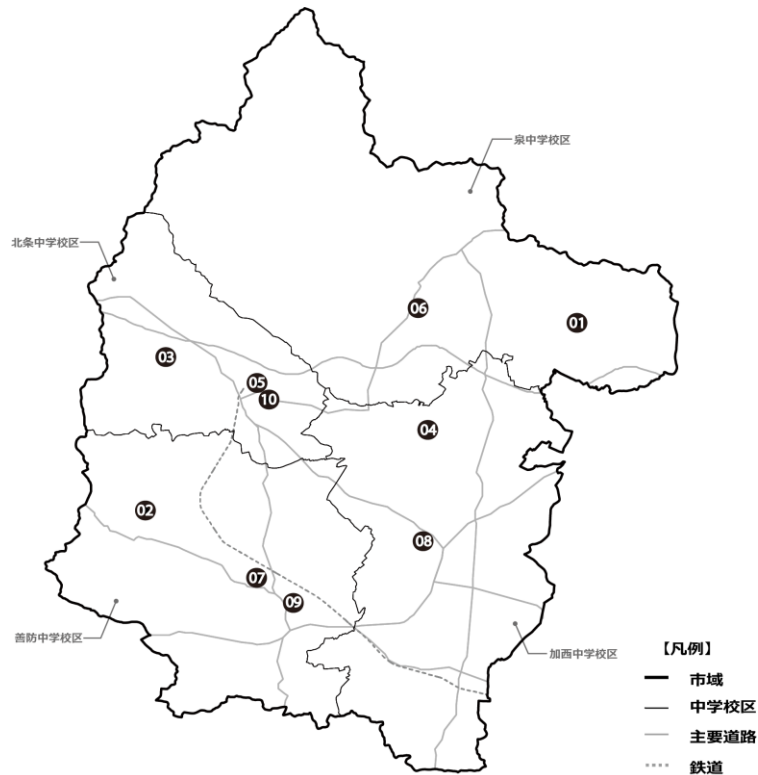 泉中学校区
北条中学校区
06
01
03
05
10
04
02
08
07
09
善防中学校区
加西中学校区
【凡例】
市域
中学校区
主要道路
鉄道